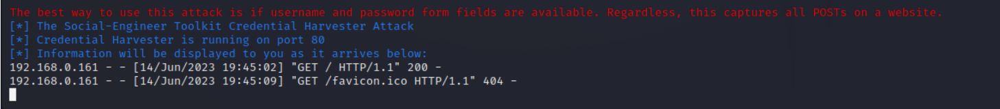 The best way to use this attack is if username and password form fields are available. Regardless, this captures all POSTs on a website.
[*] The Social-Engineer Toolkit Credential Harvester Attack
[*] Credential Harvester is running on port 80
[*] Information will be displayed to you as it arrives below:
192.168.0.161 - - [14/Jun/2023 19:45:02] "GET / HTTP/1.1" 200 -
192.168.0.161 - - [14/Jun/2023 19:45:09] "GET /favicon.ico HTTP/1.1" 404 -